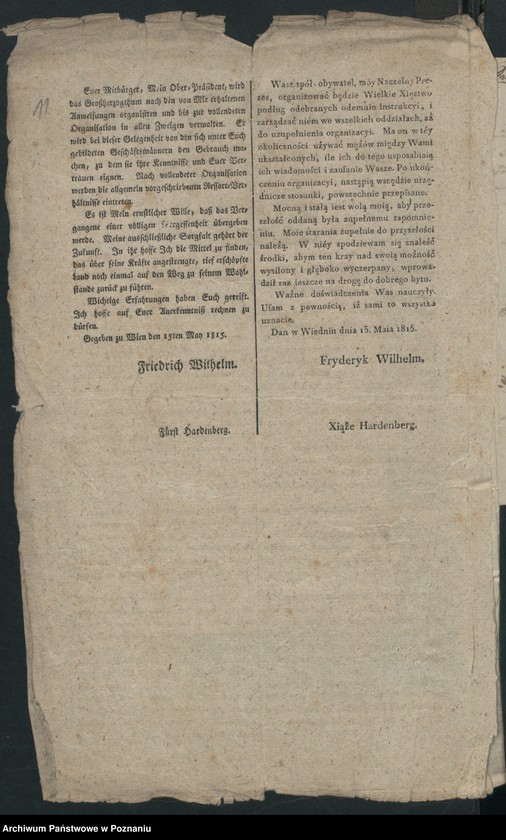 11
Euer Mitbürger, Mein Ober-Präsident, wird
das Großherzogthum nach den von Mir erhaltenen
Anweisungen organisiren und bis zur vollendeten
Organisation in allen Zweigen verwalten. Er
wird bei dieser Gelegenheit von den sich unter Euch
gebildeten Geschäftsmännern den Gebrauch ma-
chen, zu dem sie ihre Kenntnisse und Euer Ver-
trauen eignen. Nach vollendeter Organisation
werden die allgemein vorgeschriebenen Ressort-Ver-
hältnisse eintreten.
Es ist Mein ernstlicher Wille, daß das Ver-
gangene einer völligen Vergessenheit übergeben
werde. Meine ausschließliche Sorgfalt gehört der
Zukunft. In ihr hoffe Ich die Mittel zu finden,
das über seine Kräfte angestrengte, tief erschöpfte
Land noch einmal auf den Weg zu seinem Wohl-
stande zurück zu führen.
Wichtige Erfahrungen haben Euch gereift.
Ich hoffe auf Euer Anerkenntniß rechnen zu
dürfen.
Gegeben zu Wien den 15ten May 1815.
Friedrich Wilhelm.
Fürst Hardenberg.
Wasz spół-obywatel, móy Naczelny Pre-
zes, organizować będzie Wielkie Xięztwo
podług odebranych odemnie instrukcyi, i
zarządzać niém we wszelkich oddziałach, aż
do uzupełnienia organizacyi. Ma on w téy
okoliczności używać mężów między Wami
ukształconych, ile ich do tego usposabiaią
ich wiadomości i zaufanie Wasze. Po ukoń-
czeniu organizacyi, nastąpią wszędzie urzę-
dnicze stosunki, powszechnie przepisane.
Mocną i stałą iest wolą moią, aby prze-
szłość oddaną była zupełnemu zapomnie-
niu. Moie starania zupełnie do przyszłości
należą. W niéy spodziewam się znaleść
środki, abym ten kray nad swoią możność
wysilony i głęboko wyczerpany, wprowa-
dził raz ieszcze na drogę do dobrego bytu.
Ważne doświadczenia Was nauczyły.
Ufam z pewnością, iż sami to wszystko
uznacie.
Dan w Wiedniu dnia 15. Maia 1815.
Fryderyk Wilhelm.
Xiąże Hardenberg.
Archiwum Państwowe w Poznaniu